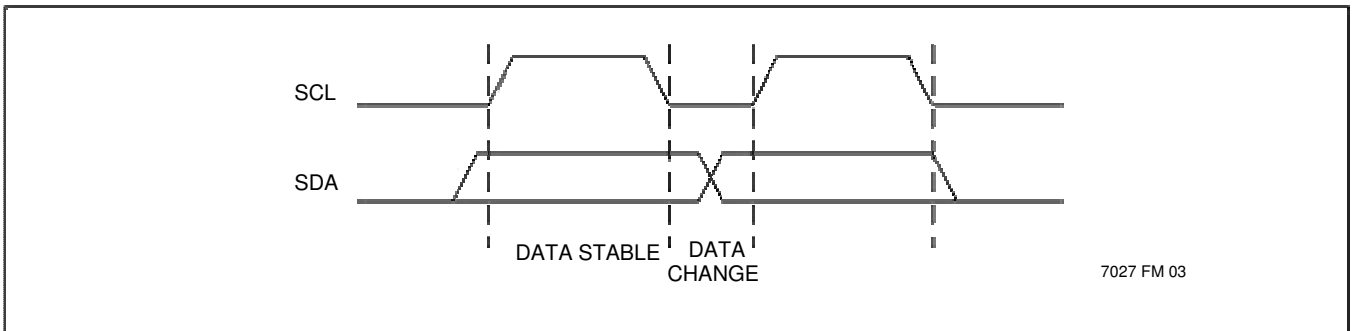 SCL
SDA
DATA STABLE
DATA
CHANGE
7027 FM 03